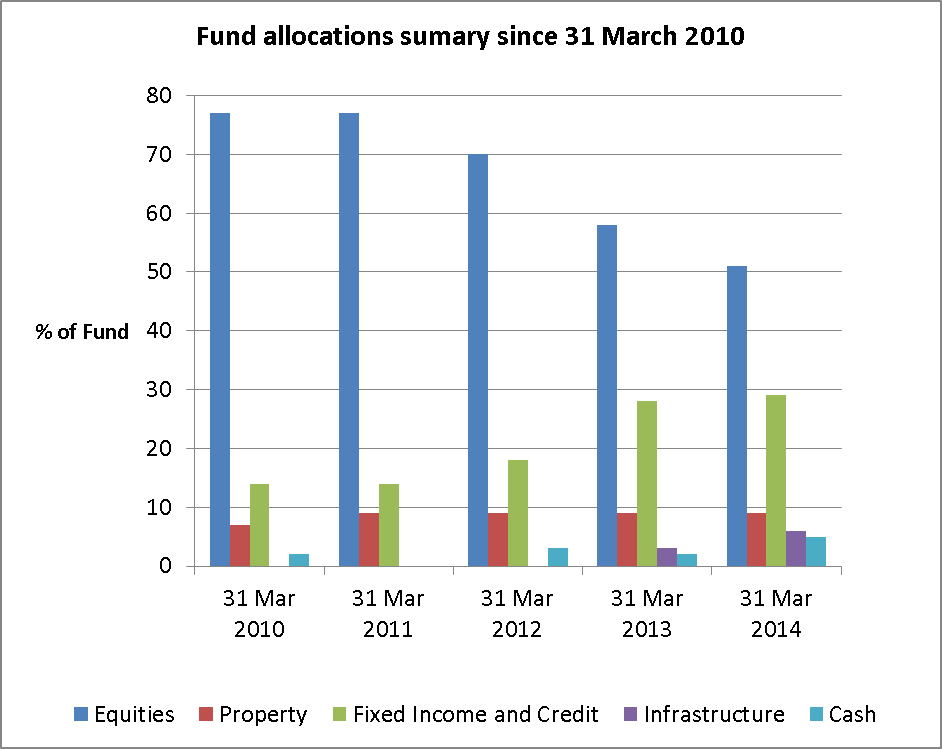 Fund allocations sumary since 31 March 2010
80
70
60
50
40
30
20
10
0
% of Fund
31 Mar
2010
31 Mar
2011
31 Mar
2012
31 Mar
2013
31 Mar
2014
Equities Property Fixed Income and Credit Infrastructure Cash